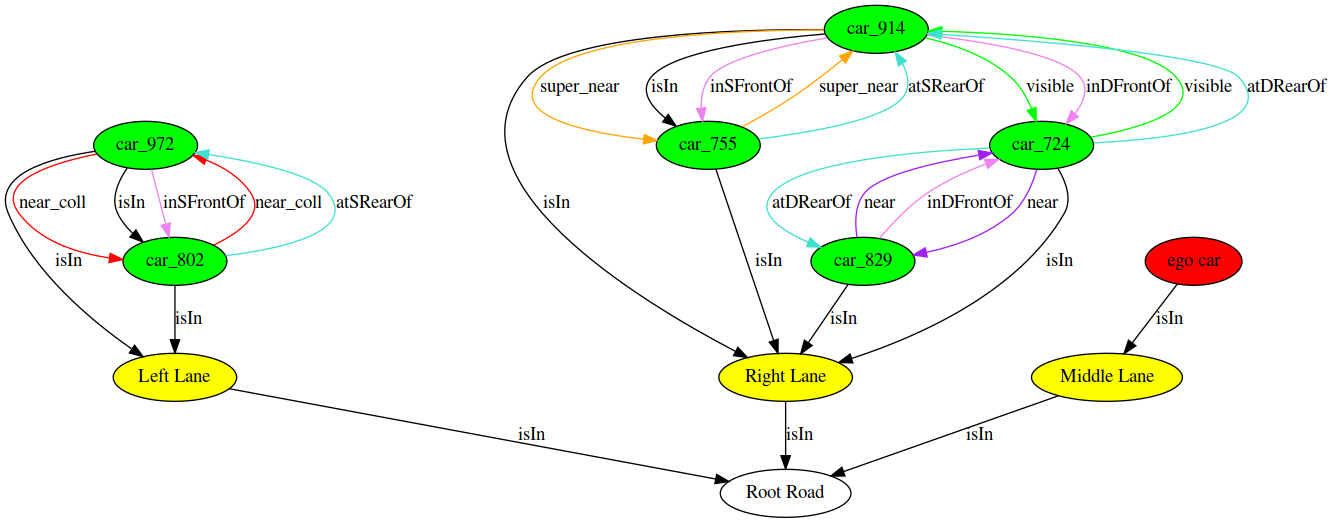 car_914
super_near
isIn
inSFrontOf
super_near
atSRearOf
visible
inDFrontOf
visible
atDRearOf
car_972
car_755
car_724
near_coll
isIn
inSFrontOf
near_coll
atSRearOf
isIn
atDRearOf
near
inDFrontOf
near
isIn
car_802
isIn
car_829
isIn
ego car
isIn
isIn
isIn
Left Lane
Right Lane
Middle Lane
isIn
isIn
isIn
Root Road